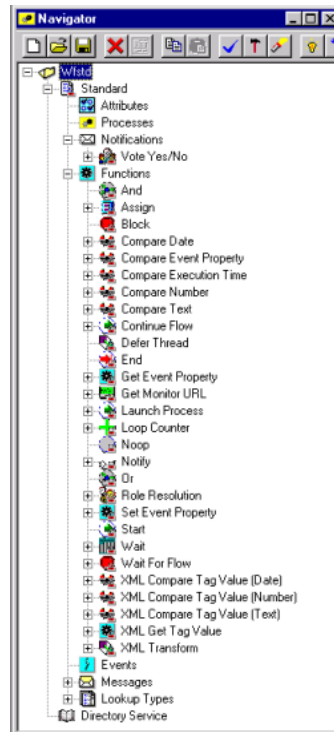 Navigator
Wfstd
Standard
Attributes
Processes
Notifications
Vote Yes/No
Functions
And
Assign
Block
Compare Date
Compare Event Property
Compare Execution Time
Compare Number
Compare Text
Continue Flow
Defer Thread
End
Get Event Property
Get Monitor URL
Launch Process
Loop Counter
Noop
Notify
Or
Role Resolution
Set Event Property
Start
Wait
Wait For Flow
XML Compare Tag Value (Date)
XML Compare Tag Value (Number)
XML Compare Tag Value (Text)
XML Get Tag Value
XML Transform
Events
Messages
Lookup Types
Directory Service